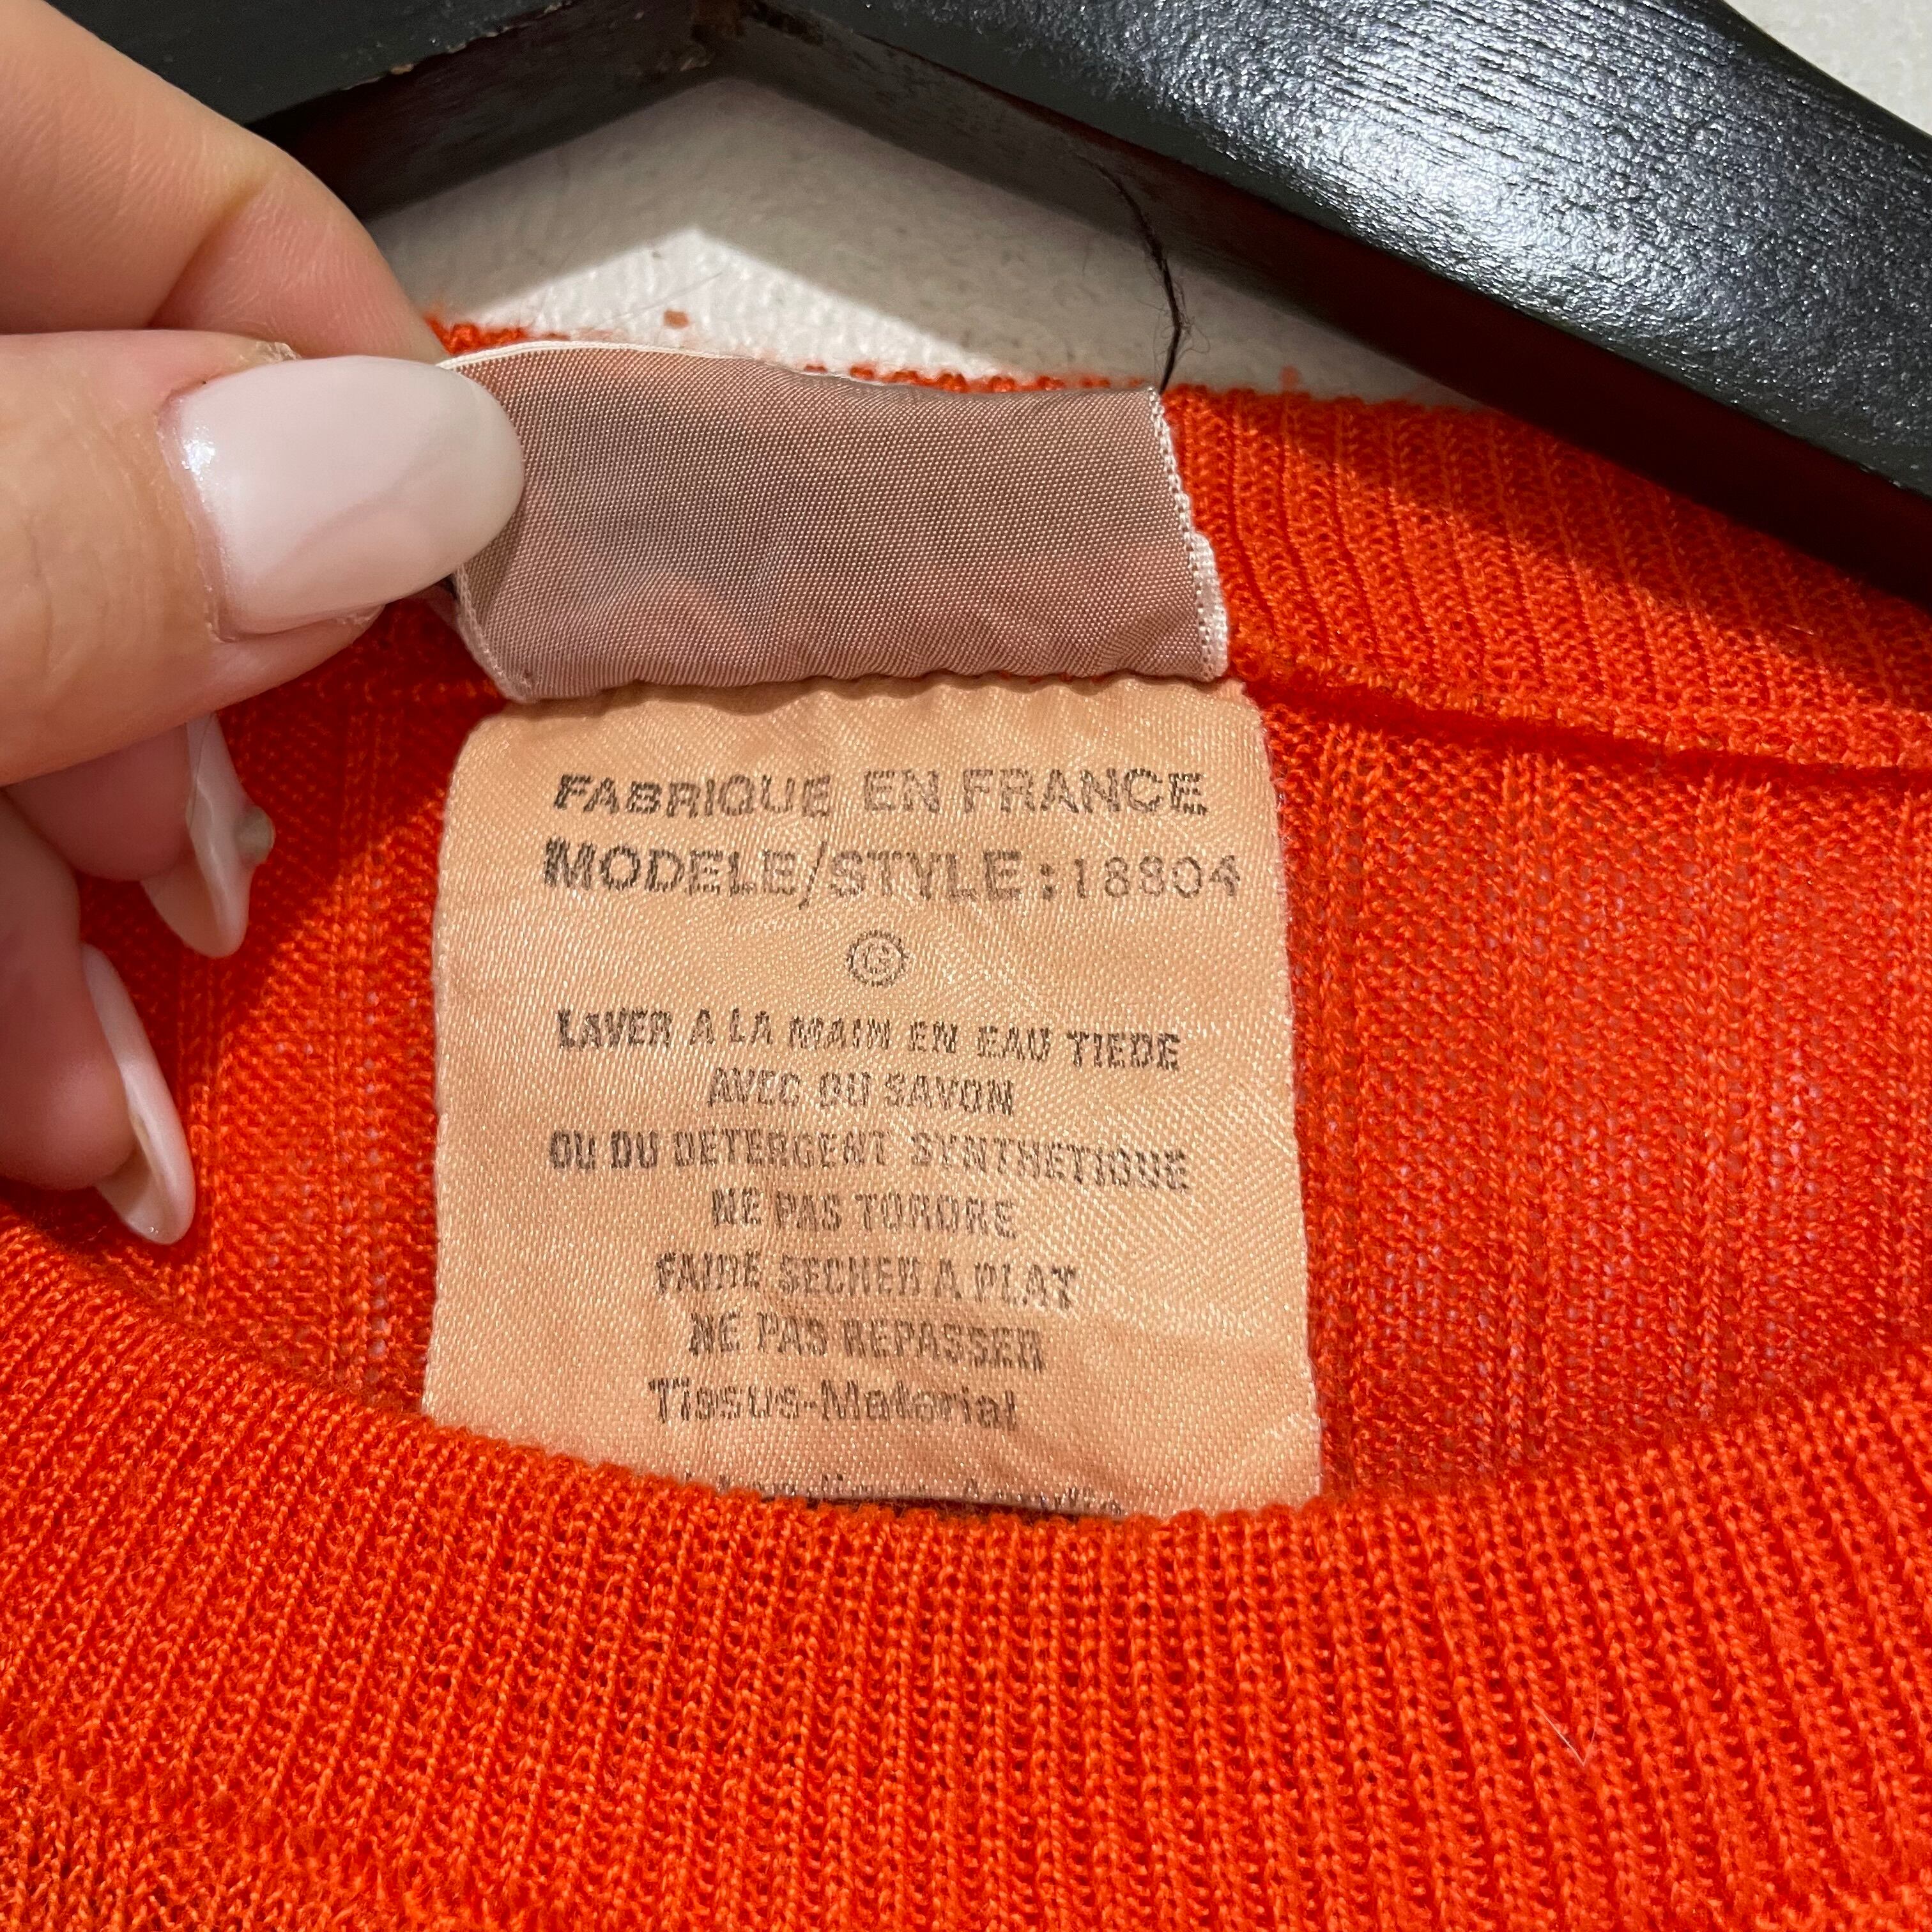 FABRIQUE EN FRANCE
MODELE/STYLE:18804
LAVER A LA MAIN EN EAU TIEDE
AVEC DU SAVON
OU DU DETERGENT SYNTHETIQUE
NE PAS TORDRE
FAIRE SECHER A PLAT
NE PAS REPASSER
Tissus-Material